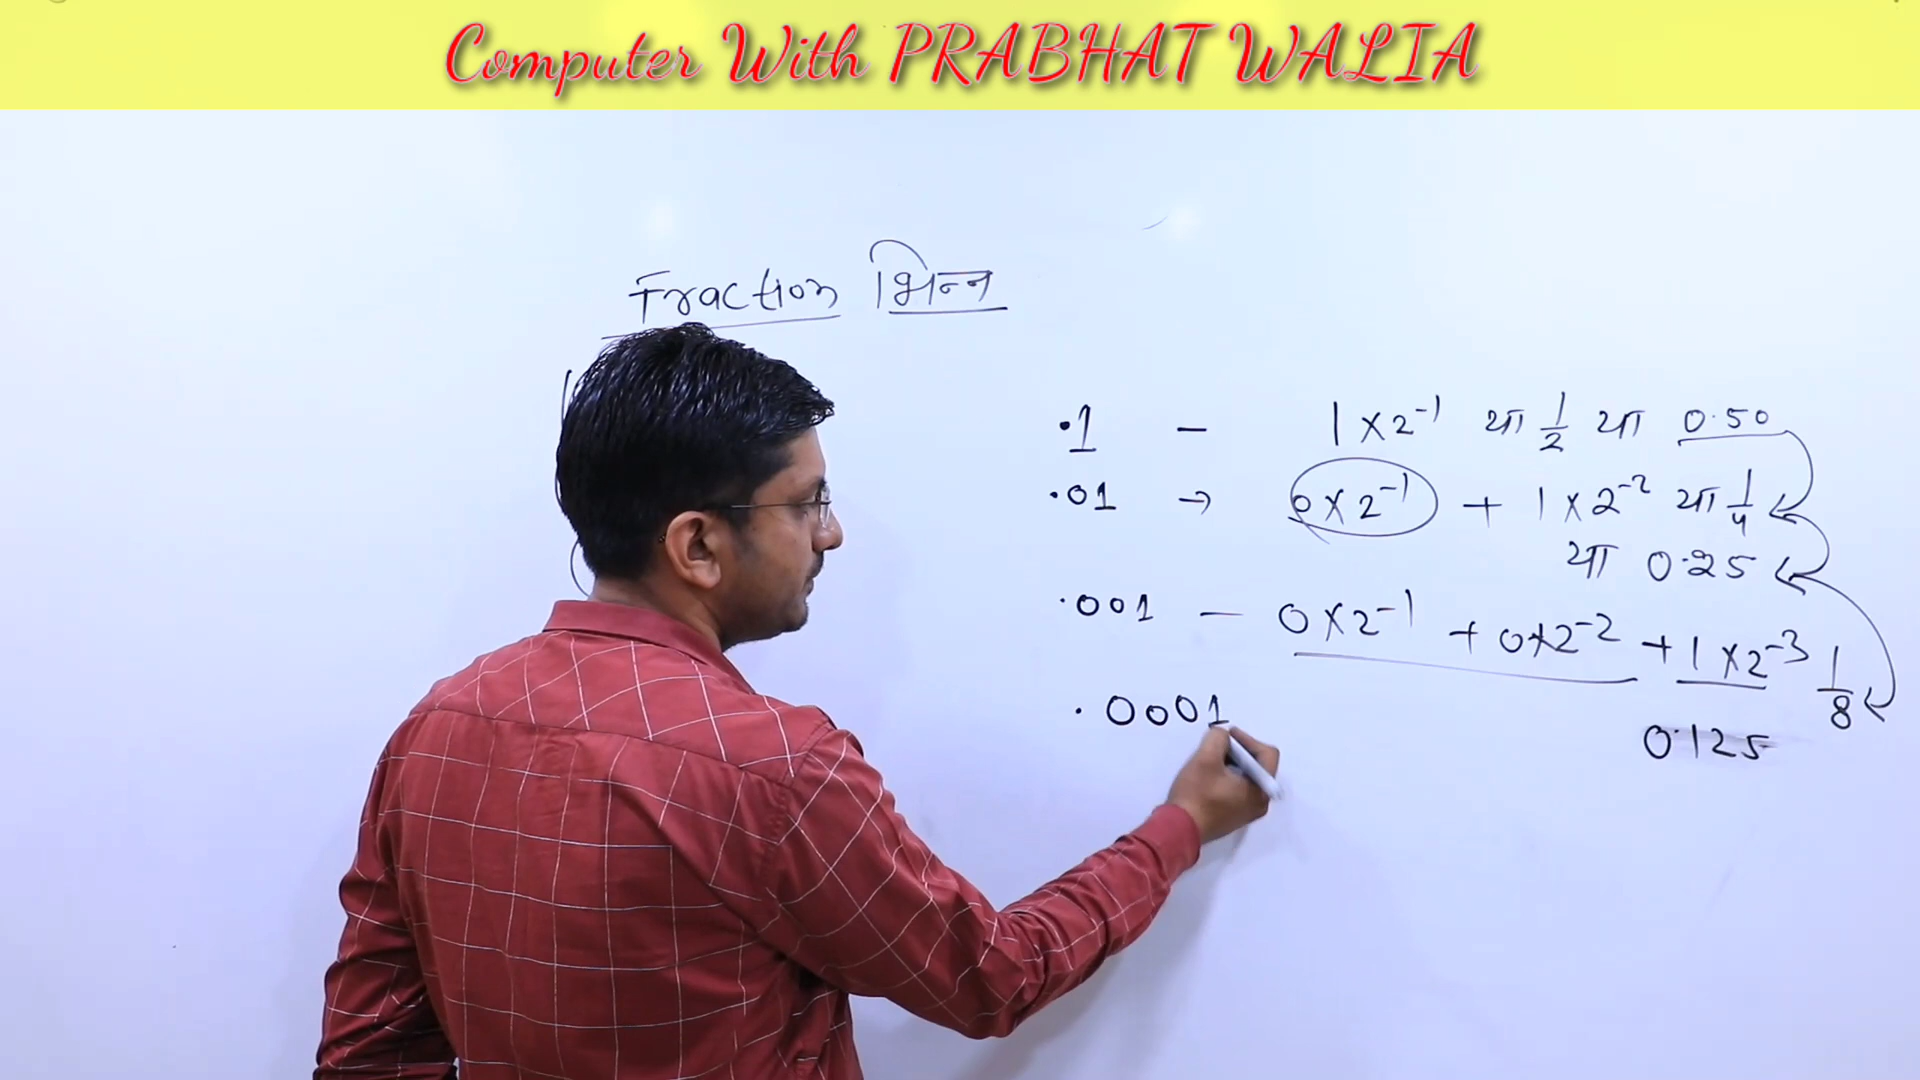 Computer With PRABHAT WALIA
Fraction | भिन्न
.1 - 1 × 2⁻¹ या 1/2 या 0.50
.01 → 0 × 2⁻¹ + 1 × 2⁻² या 1/4
या 0.25
.001 - 0 × 2⁻¹ + 0 × 2⁻² + 1 × 2⁻³ 1/8
0.125
.0001